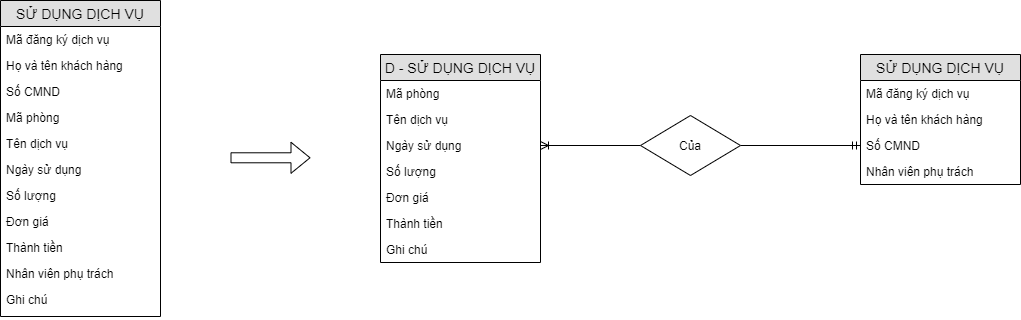 SỬ DỤNG DỊCH VỤ
Mã đăng ký dịch vụ
Họ và tên khách hảng
Số CMND
Mã phòng
Tên dịch vụ
Ngày sử dụng
Số lượng
Đơn giá
Thành tiền
Nhân viên phụ trách
Ghi chú
D - SỬ DỤNG DỊCH VỤ
Mã phòng
Tên dịch vụ
Ngày sử dụng
Số lượng
Đơn giá
Thành tiền
Ghi chú
Của
SỬ DỤNG DỊCH VỤ
Mã đăng ký dịch vụ
Họ và tên khách hảng
Số CMND
Nhân viên phụ trách